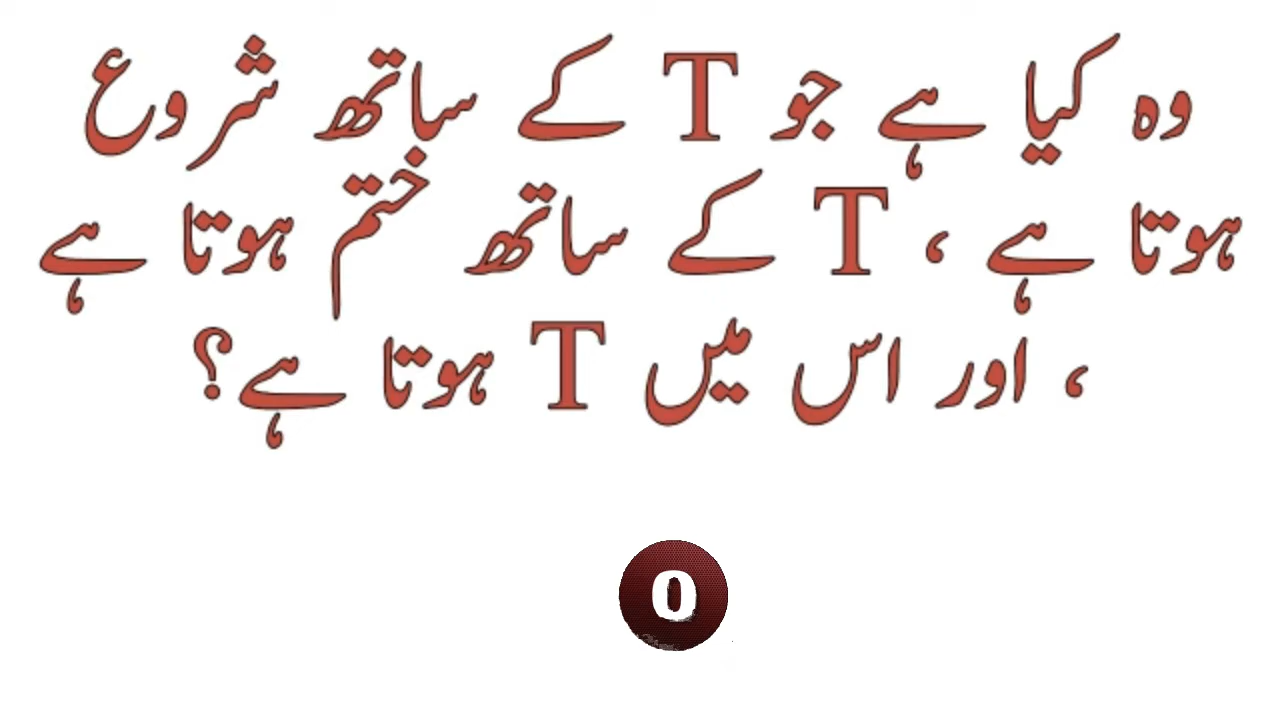 وہ کیا ہے جو T کے ساتھ شروع
ہوتا ہے ، T کے ساتھ ختم ہوتا ہے
، اور اس میں T ہوتا ہے؟
0